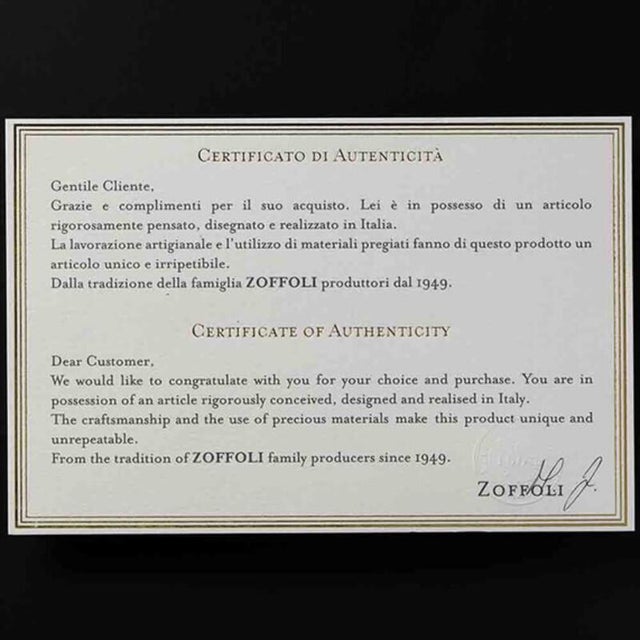 CERTIFICATO DI AUTENTICITÀ
Gentile Cliente,
Grazie e complimenti per il suo acquisto. Lei è in possesso di un articolo
rigorosamente pensato, disegnato e realizzato in Italia.
La lavorazione artigianale e l'utilizzo di materiali pregiati fanno di questo prodotto un
articolo unico e irripetibile.
Dalla tradizione della famiglia ZOFFOLI produttori dal 1949.
CERTIFICATE OF AUTHENTICITY
Dear Customer,
We would like to congratulate with you for your choice and purchase. You are in
possession of an article rigorously conceived, designed and realised in Italy.
The craftsmanship and the use of precious materials make this product unique and
unrepeatable.
From the tradition of ZOFFOLI family producers since 1949.
ZOFFOLI